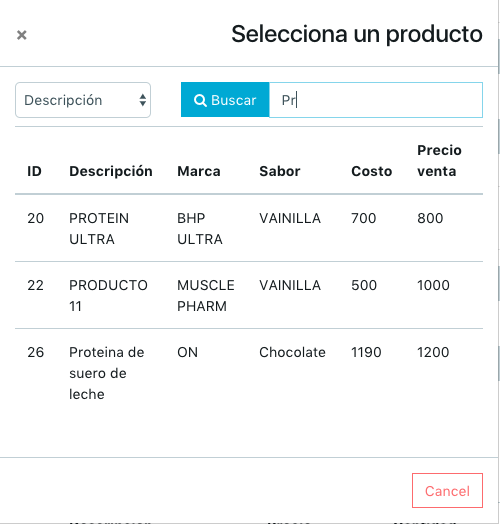 ×
Selecciona un producto
Descripción
Buscar
Pr
ID Descripción Marca Sabor Costo Precio venta
20 PROTEIN ULTRA BHP ULTRA VAINILLA 700 800
22 PRODUCTO 11 MUSCLE PHARM VAINILLA 500 1000
26 Proteina de suero de leche ON Chocolate 1190 1200
Cancel